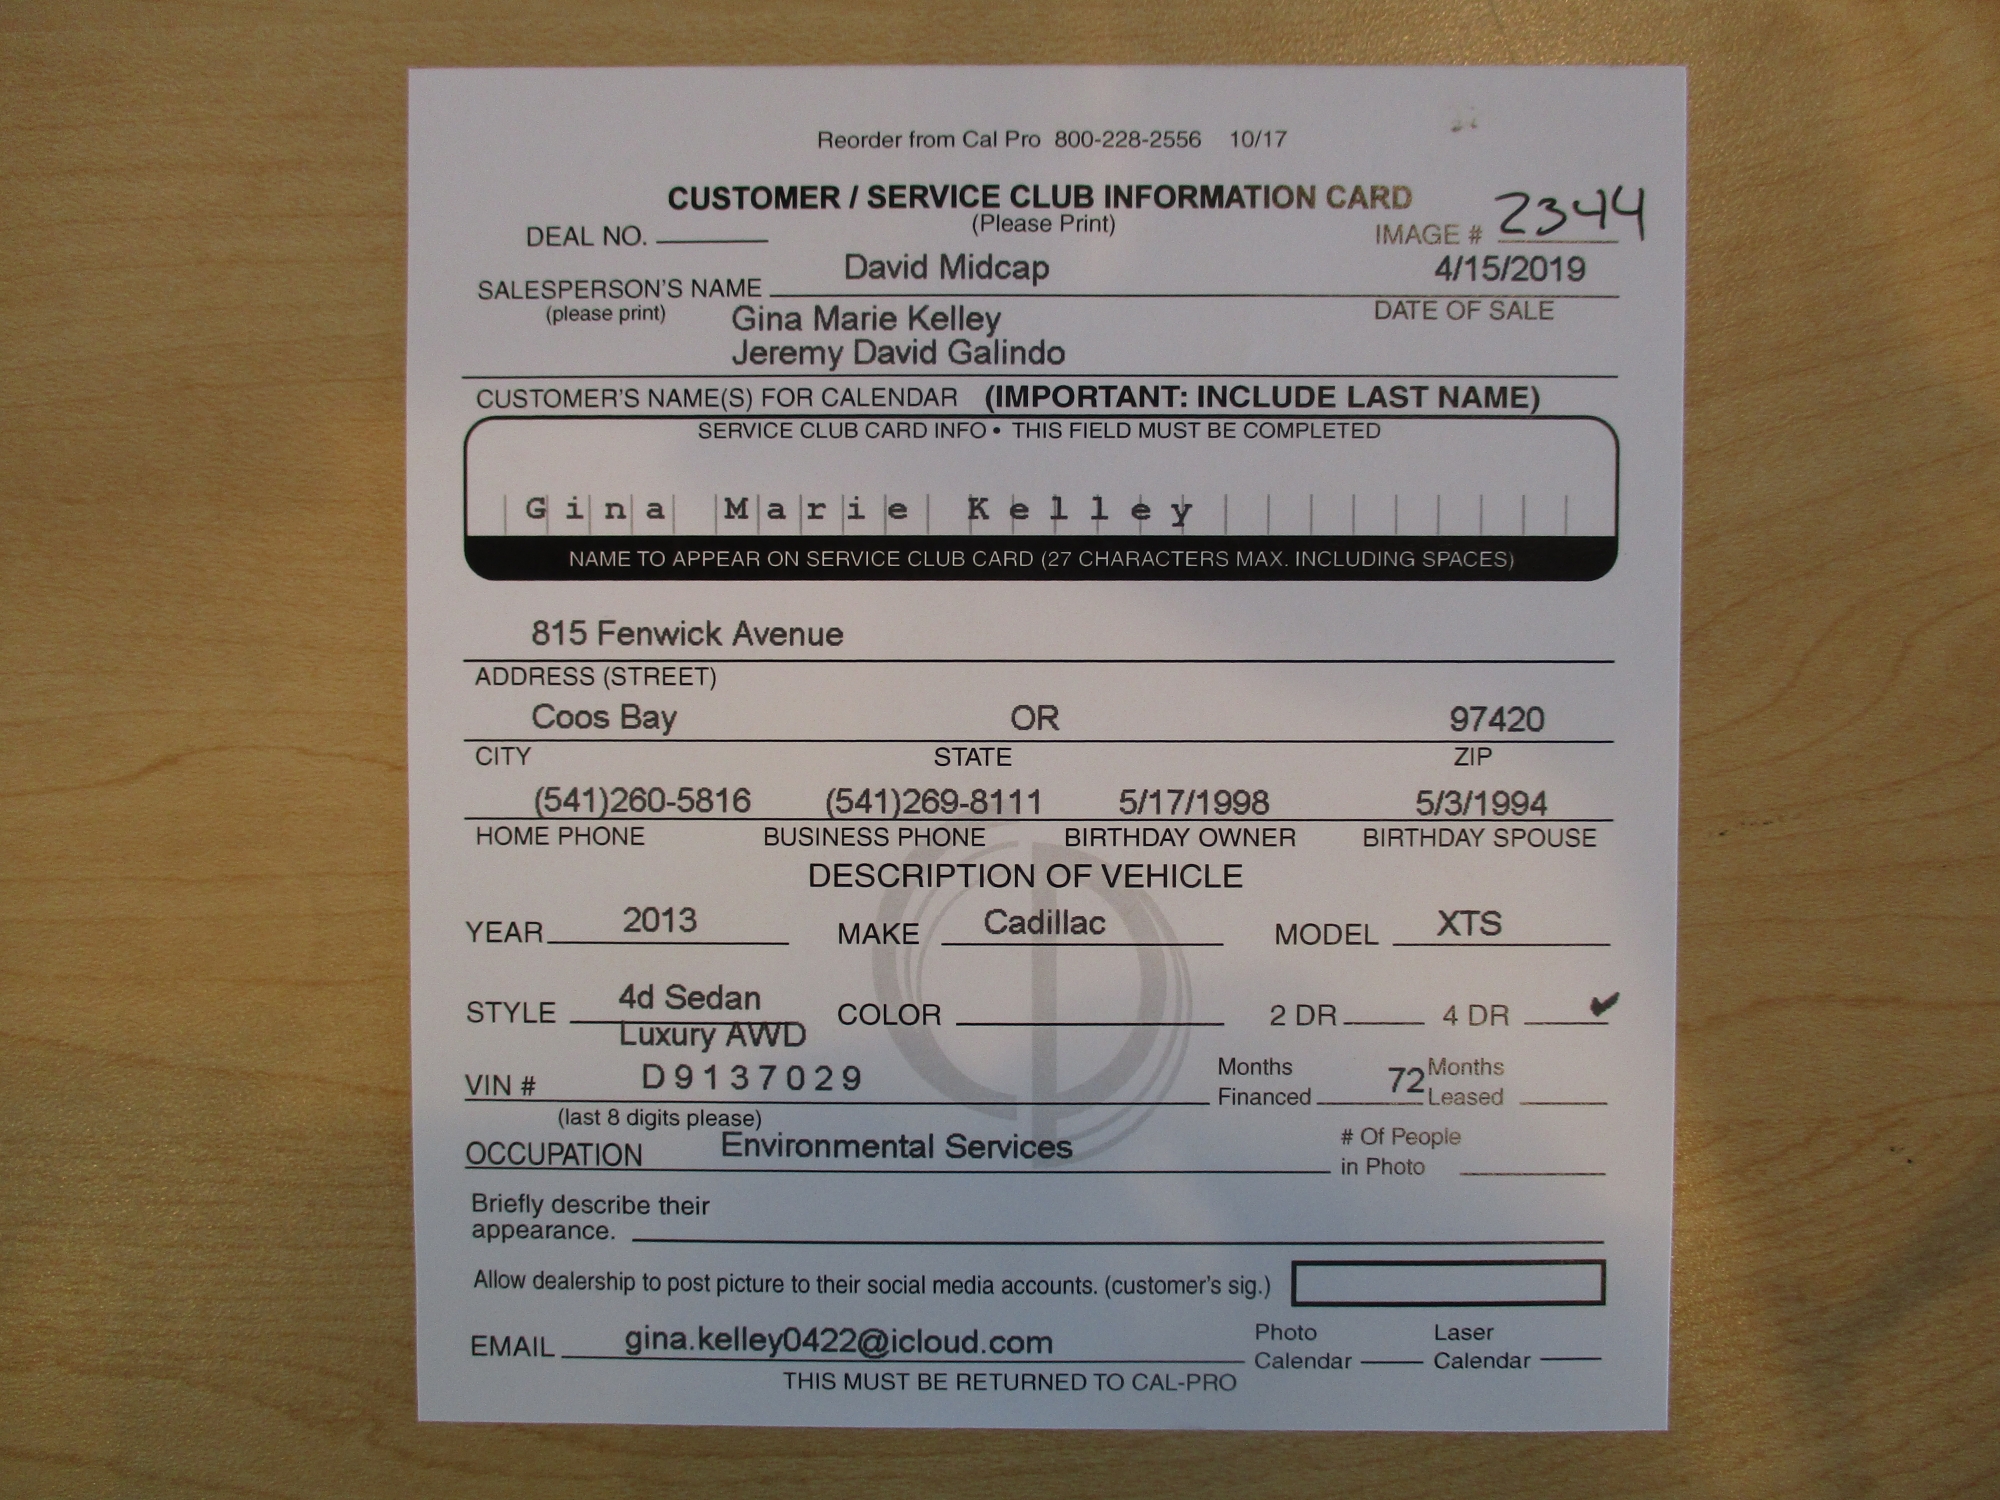 Reorder from Cal Pro 800-228-2556 10/17
CUSTOMER / SERVICE CLUB INFORMATION CARD
(Please Print)
DEAL NO.
IMAGE # 2344
SALESPERSON'S NAME David Midcap 4/15/2019
(please print) DATE OF SALE
Gina Marie Kelley
Jeremy David Galindo
CUSTOMER'S NAME(S) FOR CALENDAR (IMPORTANT: INCLUDE LAST NAME)
SERVICE CLUB CARD INFO • THIS FIELD MUST BE COMPLETED
Gina Marie Kelley
NAME TO APPEAR ON SERVICE CLUB CARD (27 CHARACTERS MAX. INCLUDING SPACES)
815 Fenwick Avenue
ADDRESS (STREET)
Coos Bay OR 97420
CITY STATE ZIP
(541)260-5816 (541)269-8111 5/17/1998 5/3/1994
HOME PHONE BUSINESS PHONE BIRTHDAY OWNER BIRTHDAY SPOUSE
DESCRIPTION OF VEHICLE
YEAR 2013 MAKE Cadillac MODEL XTS
STYLE 4d Sedan COLOR 2 DR 4 DR ✔
Luxury AWD
VIN # D9137029 Months Financed 72 Months Leased
(last 8 digits please)
OCCUPATION Environmental Services # Of People in Photo
Briefly describe their
appearance.
Allow dealership to post picture to their social media accounts. (customer's sig.)
EMAIL gina.kelley0422@icloud.com Photo Calendar Laser Calendar
THIS MUST BE RETURNED TO CAL-PRO